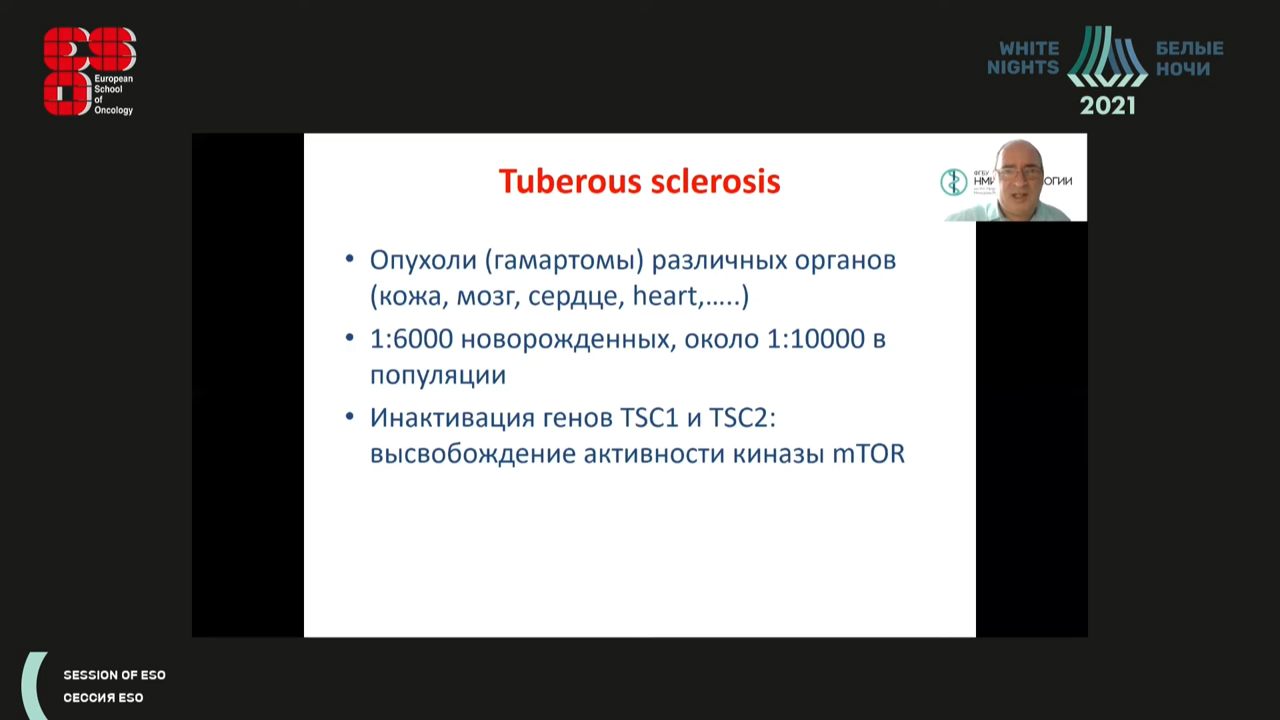 European
School
of
Oncology
WHITE
NIGHTS
БЕЛЫЕ
НОЧИ
2021
Tuberous sclerosis
ФГБУ
• Опухоли (гамартомы) различных органов
(кожа, мозг, сердце, heart,…..)
• 1:6000 новорожденных, около 1:10000 в
популяции
• Инактивация генов TSC1 и TSC2:
высвобождение активности киназы mTOR
SESSION OF ESO
СЕССИЯ ESO